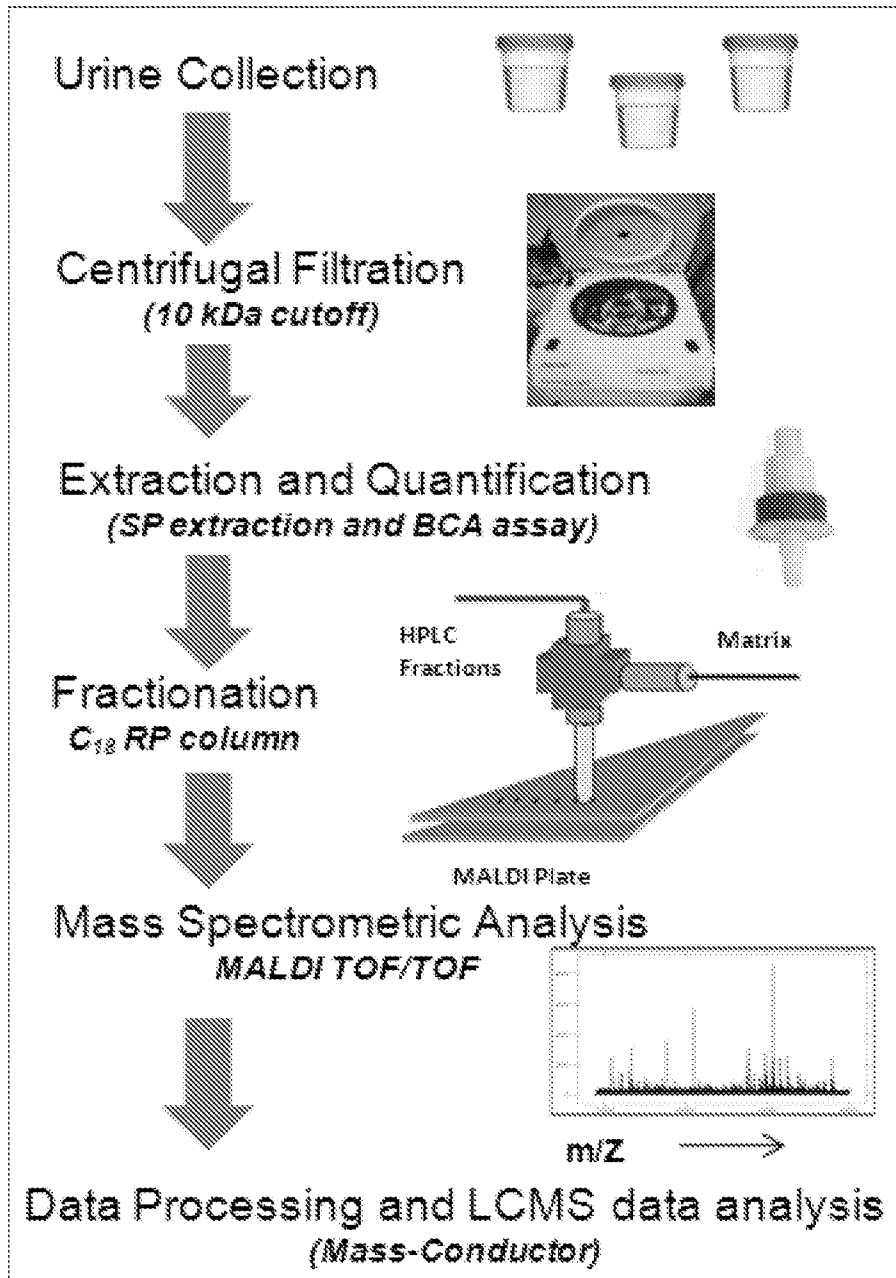 Urine Collection
Centrifugal Filtration
(10 kDa cutoff)
Extraction and Quantification
(SP extraction and BCA assay)
HPLC
Fractions
Matrix
Fractionation
C₁₈ RP column
MALDI Plate
Mass Spectrometric Analysis
MALDI TOF/TOF
m/Z
Data Processing and LCMS data analysis
(Mass-Conductor)